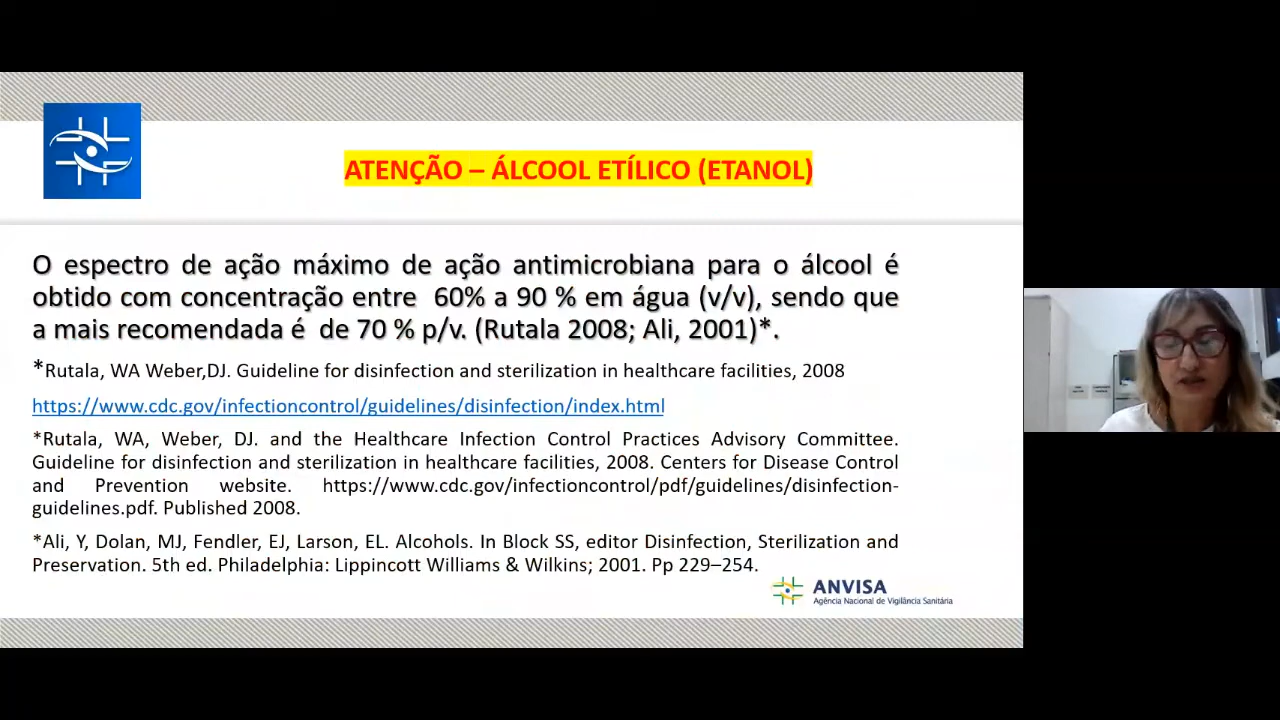 ATENÇÃO – ÁLCOOL ETÍLICO (ETANOL)
O espectro de ação máximo de ação antimicrobiana para o álcool é
obtido com concentração entre 60% a 90 % em água (v/v), sendo que
a mais recomendada é de 70 % p/v. (Rutala 2008; Ali, 2001)*.
*Rutala, WA Weber,DJ. Guideline for disinfection and sterilization in healthcare facilities, 2008
https://www.cdc.gov/infectioncontrol/guidelines/disinfection/index.html
*Rutala, WA, Weber, DJ. and the Healthcare Infection Control Practices Advisory Committee.
Guideline for disinfection and sterilization in healthcare facilities, 2008. Centers for Disease Control
and Prevention website. https://www.cdc.gov/infectioncontrol/pdf/guidelines/disinfection-
guidelines.pdf. Published 2008.
*Ali, Y, Dolan, MJ, Fendler, EJ, Larson, EL. Alcohols. In Block SS, editor Disinfection, Sterilization and
Preservation. 5th ed. Philadelphia: Lippincott Williams & Wilkins; 2001. Pp 229–254.
ANVISA
Agência Nacional de Vigilância Sanitária